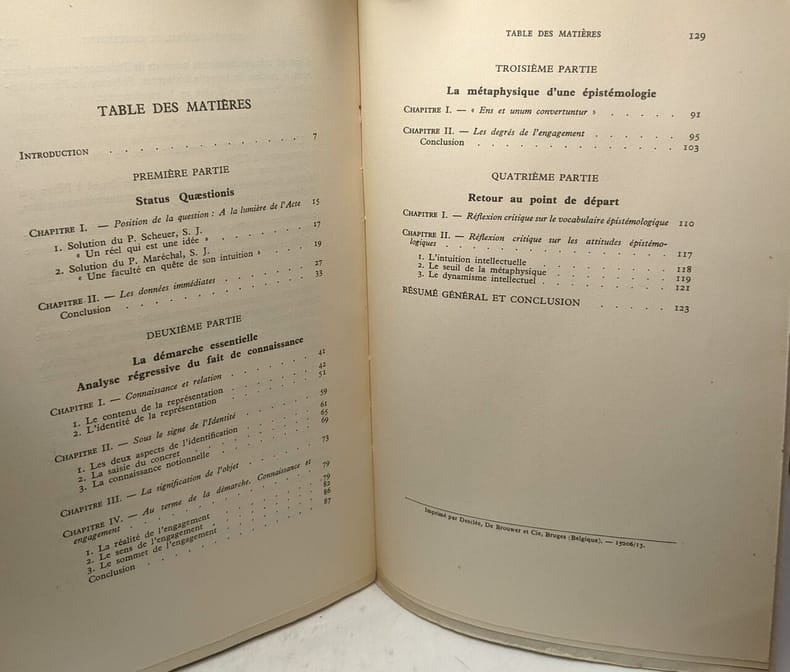 TABLE DES MATIÈRES
INTRODUCTION . . . . . . . . . . . 7
PREMIÈRE PARTIE
Status Quæstionis
CHAPITRE I. — Position de la question : A la lumière de l'Acte 15
1. Solution du P. Scheuer, S. J.
« Un réel qui est une idée » . . . . . . 17
2. Solution du P. Maréchal, S. J.
« Une faculté en quête de son intuition » . . . 19
CHAPITRE II. — Les données immédiates . . . . . 27
Conclusion . . . . . . . . . . 33
DEUXIÈME PARTIE
La démarche essentielle
Analyse régressive du fait de connaissance
CHAPITRE I. — Connaissance et relation . . . . . 41
1. Le contenu de la représentation . . . . . 42
2. L'identité de la représentation . . . . . 51
CHAPITRE II. — Sous le signe de l'Identité . . . . 59
1. Les deux aspects de l'identification . . . . 61
2. La saisie du concret . . . . . . . 65
3. La connaissance notionnelle . . . . . . 69
CHAPITRE III. — La signification de l'objet . . . . 73
CHAPITRE IV. — Au terme de la démarche. Connaissance et
engagement . . . . . . . . . . 79
1. La réalité de l'engagement . . . . . . 79
2. Le sens de l'engagement . . . . . . 82
3. Le sommet de l'engagement . . . . . . 86
Conclusion . . . . . . . . . . 87
TABLE DES MATIÈRES 129
TROISIÈME PARTIE
La métaphysique d'une épistémologie
CHAPITRE I. — « Ens et unum convertuntur » . . . . . 91
CHAPITRE II. — Les degrés de l'engagement . . . . . 95
Conclusion . . . . . . . . . . 103
QUATRIÈME PARTIE
Retour au point de départ
CHAPITRE I. — Réflexion critique sur le vocabulaire épistémologique 110
CHAPITRE II. — Réflexion critique sur les attitudes épistémo-
logiques . . . . . . . . . . 117
1. L'intuition intellectuelle . . . . . . 118
2. Le seuil de la métaphysique . . . . . 119
3. Le dynamisme intellectuel . . . . . . 121
RÉSUMÉ GÉNÉRAL ET CONCLUSION . . . . . 123
Imprimé par Desclée, De Brouwer et Cie, Bruges (Belgique), — 15206/13.